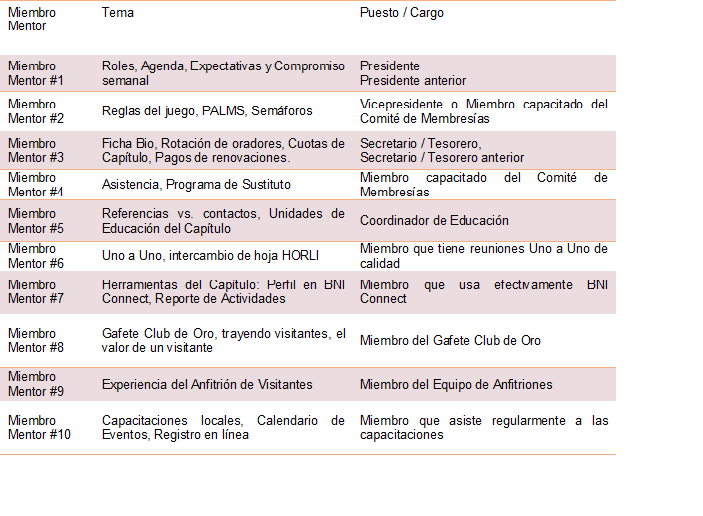 Miembro Mentor Tema Puesto / Cargo
Miembro Mentor #1 Roles, Agenda, Expectativas y Compromiso semanal Presidente Presidente anterior
Miembro Mentor #2 Reglas del juego, PALMS, Semáforos Vicepresidente o Miembro capacitado del Comité de Membresías
Miembro Mentor #3 Ficha Bio, Rotación de oradores, Cuotas de Capítulo, Pagos de renovaciones. Secretario / Tesorero, Secretario / Tesorero anterior
Miembro Mentor #4 Asistencia, Programa de Sustituto Miembro capacitado del Comité de Membresías
Miembro Mentor #5 Referencias vs. contactos, Unidades de Educación del Capítulo Coordinador de Educación
Miembro Mentor #6 Uno a Uno, intercambio de hoja HORLI Miembro que tiene reuniones Uno a Uno de calidad
Miembro Mentor #7 Herramientas del Capítulo: Perfil en BNI Connect, Reporte de Actividades Miembro que usa efectivamente BNI Connect
Miembro Mentor #8 Gafete Club de Oro, trayendo visitantes, el valor de un visitante Miembro del Gafete Club de Oro
Miembro Mentor #9 Experiencia del Anfitrión de Visitantes Miembro del Equipo de Anfitriones
Miembro Mentor #10 Capacitaciones locales, Calendario de Eventos, Registro en línea Miembro que asiste regularmente a las capacitaciones